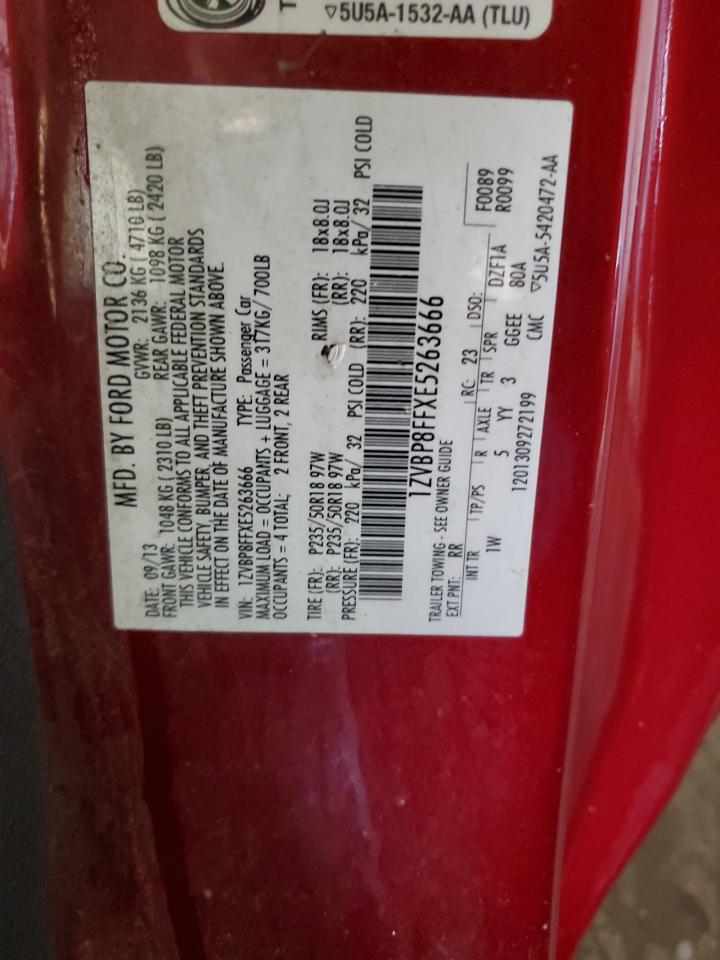 ▽5U5A-1532-AA (TLU)
MFD. BY FORD MOTOR CO.
DATE: 09/13 GVWR: 2136 KG ( 4710 LB)
FRONT GAWR: 1048 KG ( 2310 LB) REAR GAWR: 1098 KG ( 2420 LB)
THIS VEHICLE CONFORMS TO ALL APPLICABLE FEDERAL MOTOR
VEHICLE SAFETY, BUMPER, AND THEFT PREVENTION STANDARDS
IN EFFECT ON THE DATE OF MANUFACTURE SHOWN ABOVE.
VIN: 1ZVBP8FFXE5263666 TYPE: Passenger Car
MAXIMUM LOAD = OCCUPANTS + LUGGAGE = 317KG/ 700LB
OCCUPANTS = 4 TOTAL; 2 FRONT, 2 REAR
TIRE (FR): P235/50R18 97W RIMS (FR): 18x8.0J
(RR): P235/50R18 97W (RR): 18x8.0J
PRESSURE (FR): 220 kPa/ 32 PSI COLD (RR): 220 kPa/ 32 PSI COLD
1ZVBP8FFXE5263666
TRAILER TOWING - SEE OWNER GUIDE
EXT PNT: RR RC: 23 DSO: F0089
R0099
INT TR TP/PS R AXLE TR SPR DZF1A
1W 5 YY 3 GGEE 80A
1201309272199 CMC ▽5U5A-5420472-AA